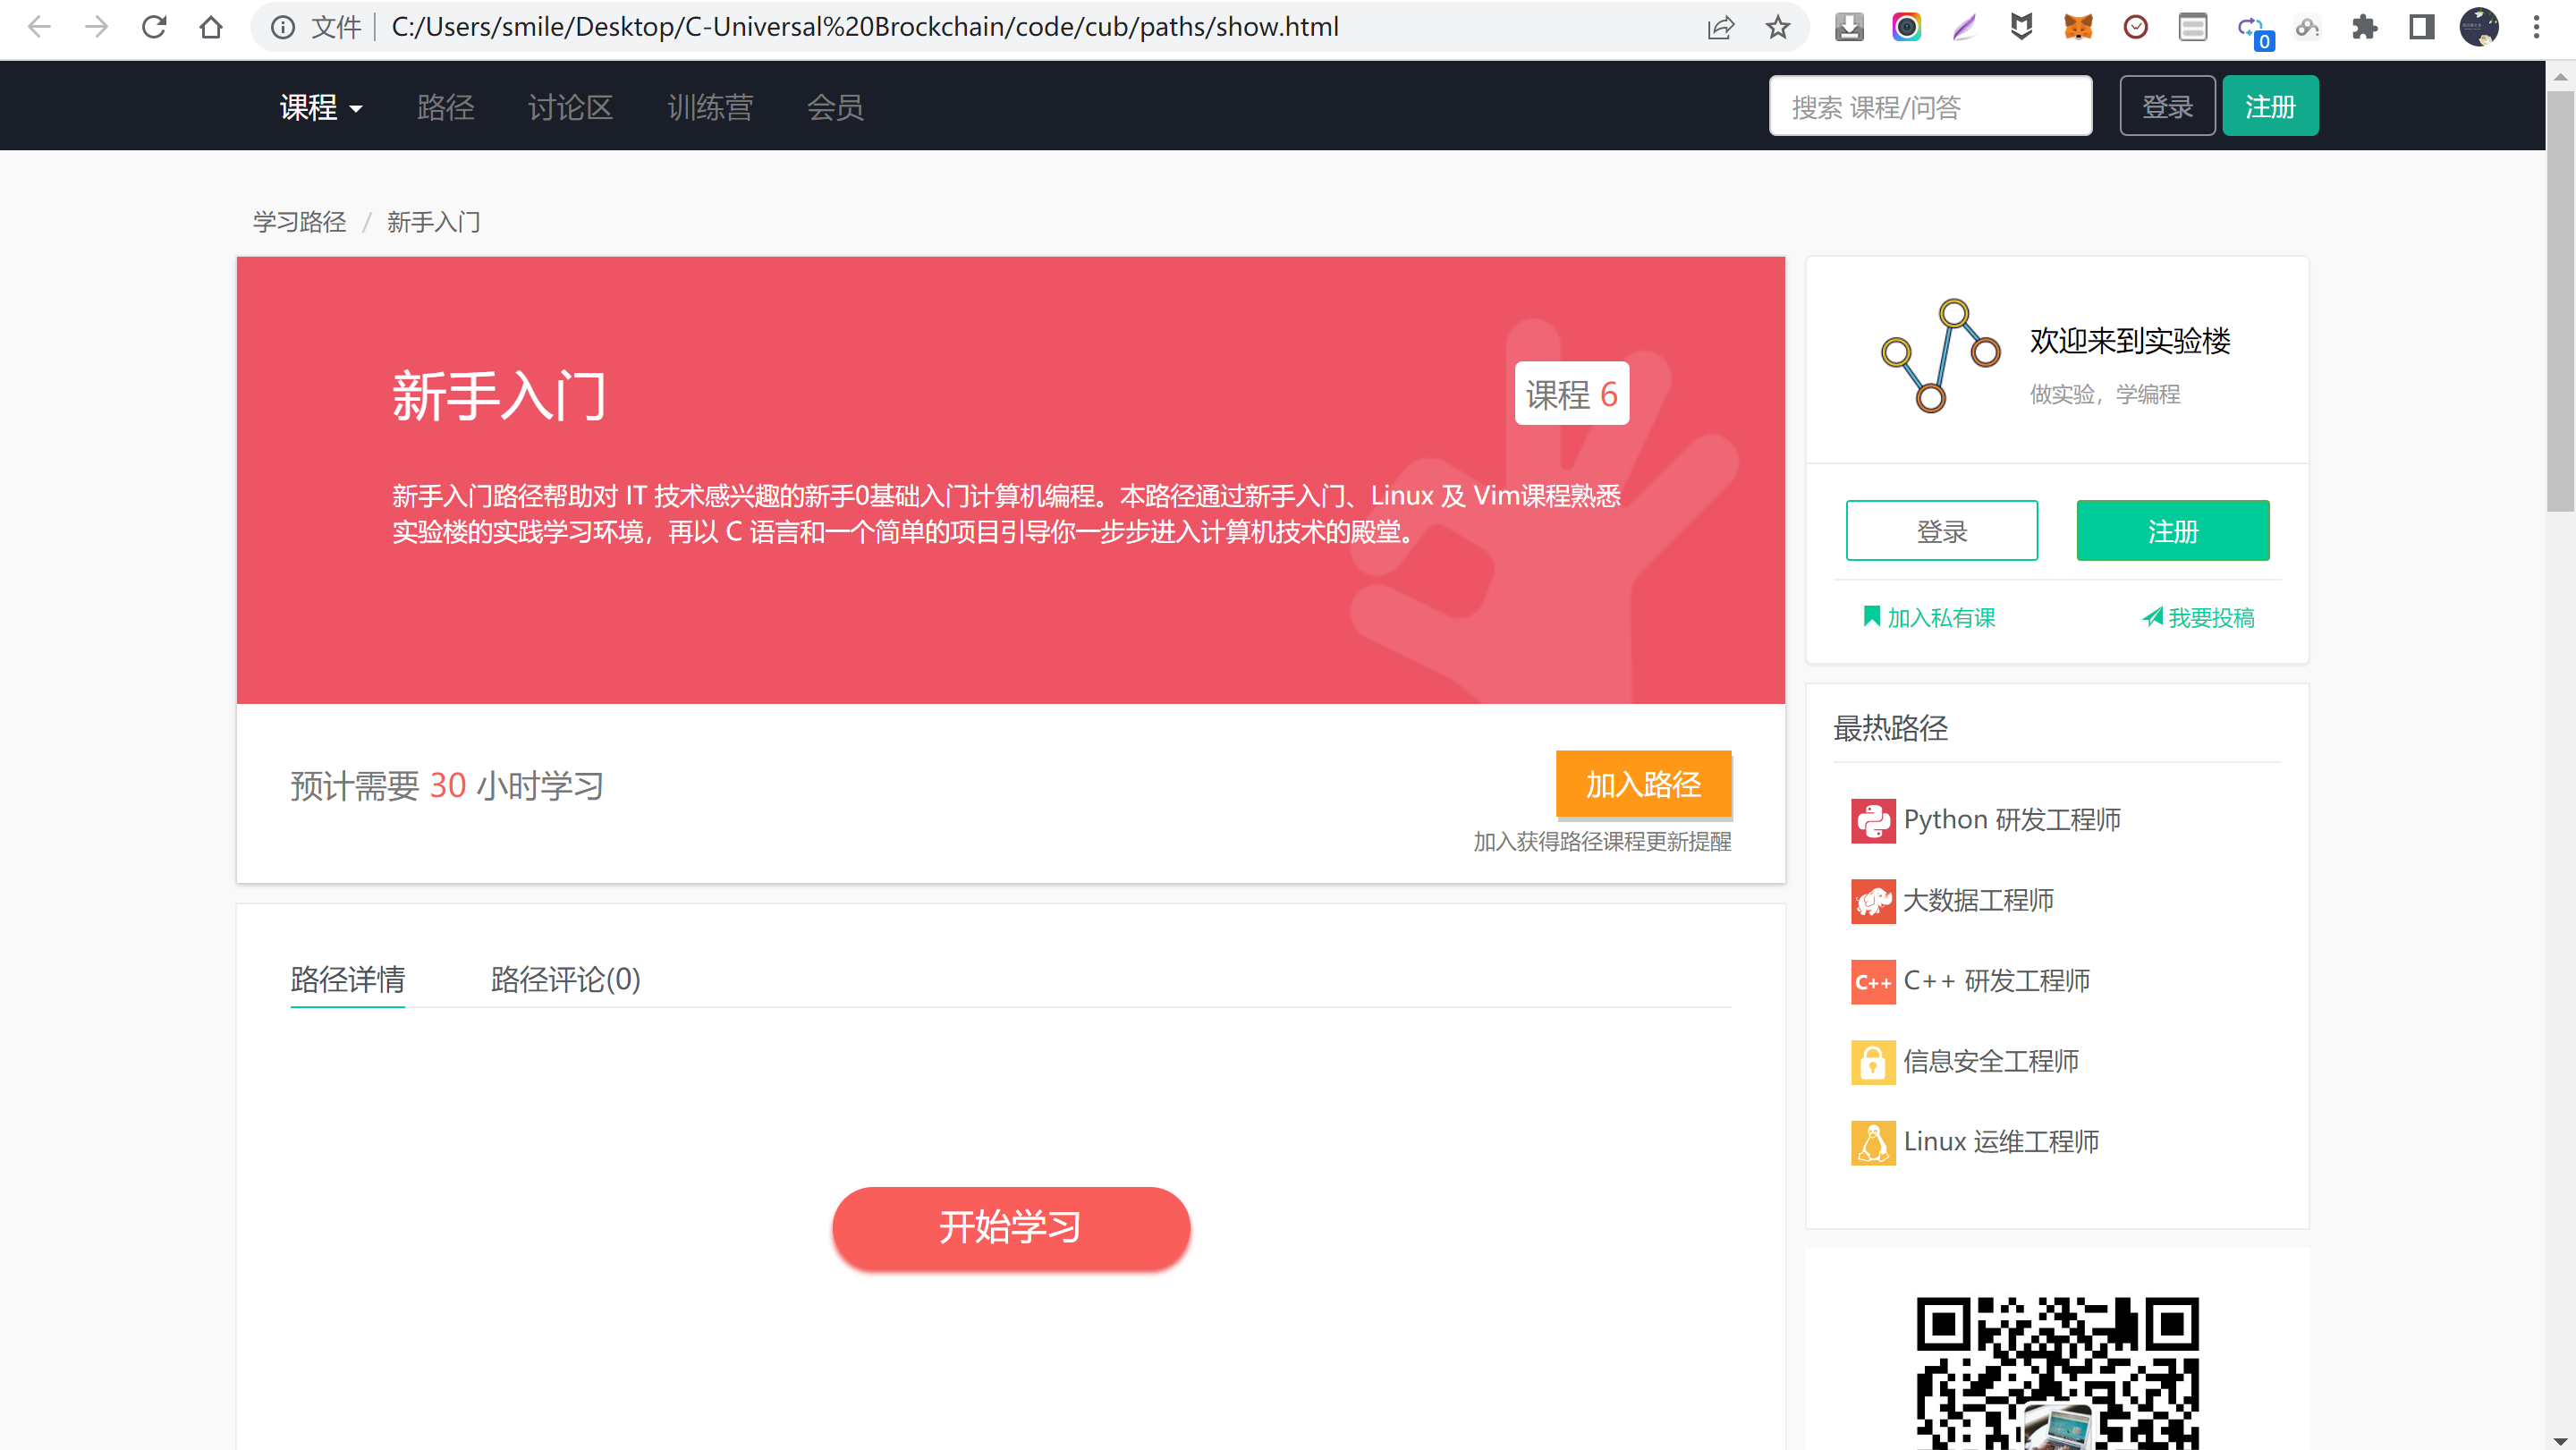 文件 C:/Users/smile/Desktop/C-Universal%20Brockchain/code/cub/paths/show.html
0
课程 路径 讨论区 训练营 会员 搜索 课程/问答 登录 注册
学习路径 / 新手入门
新手入门
课程 6
新手入门路径帮助对 IT 技术感兴趣的新手0基础入门计算机编程。本路径通过新手入门、Linux 及 Vim课程熟悉
实验楼的实践学习环境，再以 C 语言和一个简单的项目引导你一步步进入计算机技术的殿堂。
预计需要 30 小时学习
加入路径
加入获得路径课程更新提醒
路径详情 路径评论(0)
开始学习
欢迎来到实验楼
做实验，学编程
登录 注册
加入私有课 我要投稿
最热路径
Python 研发工程师
大数据工程师
C++ C++ 研发工程师
信息安全工程师
Linux 运维工程师